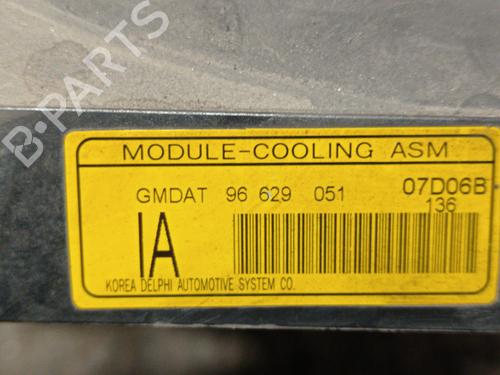 B-PARTS
MODULE-COOLING ASM
GMDAT 96 629 051 07D06B
136
IA
KOREA DELPHI AUTOMOTIVE SYSTEM CO.